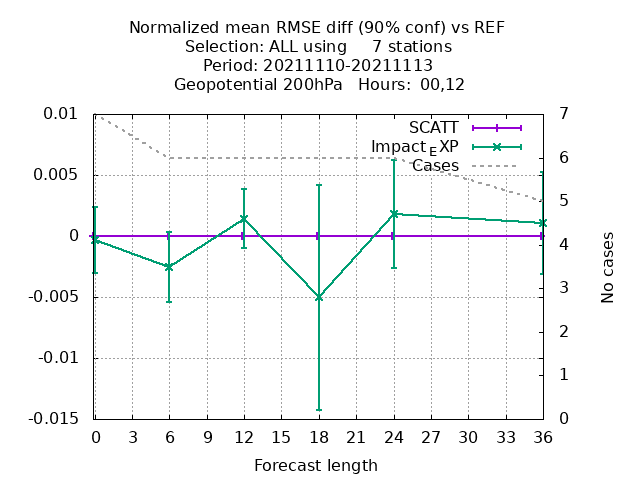 Normalized mean RMSE diff (90% conf) vs REF
Selection: ALL using     7 stations
Period: 20211110-20211113
Geopotential 200hPa   Hours:  00,12
0.01
0.005
0
-0.005
-0.01
-0.015
SCATT
Impact_EXP
Cases
7
6
5
4
3
2
1
0
No cases
0 3 6 9 12 15 18 21 24 27 30 33 36
Forecast length